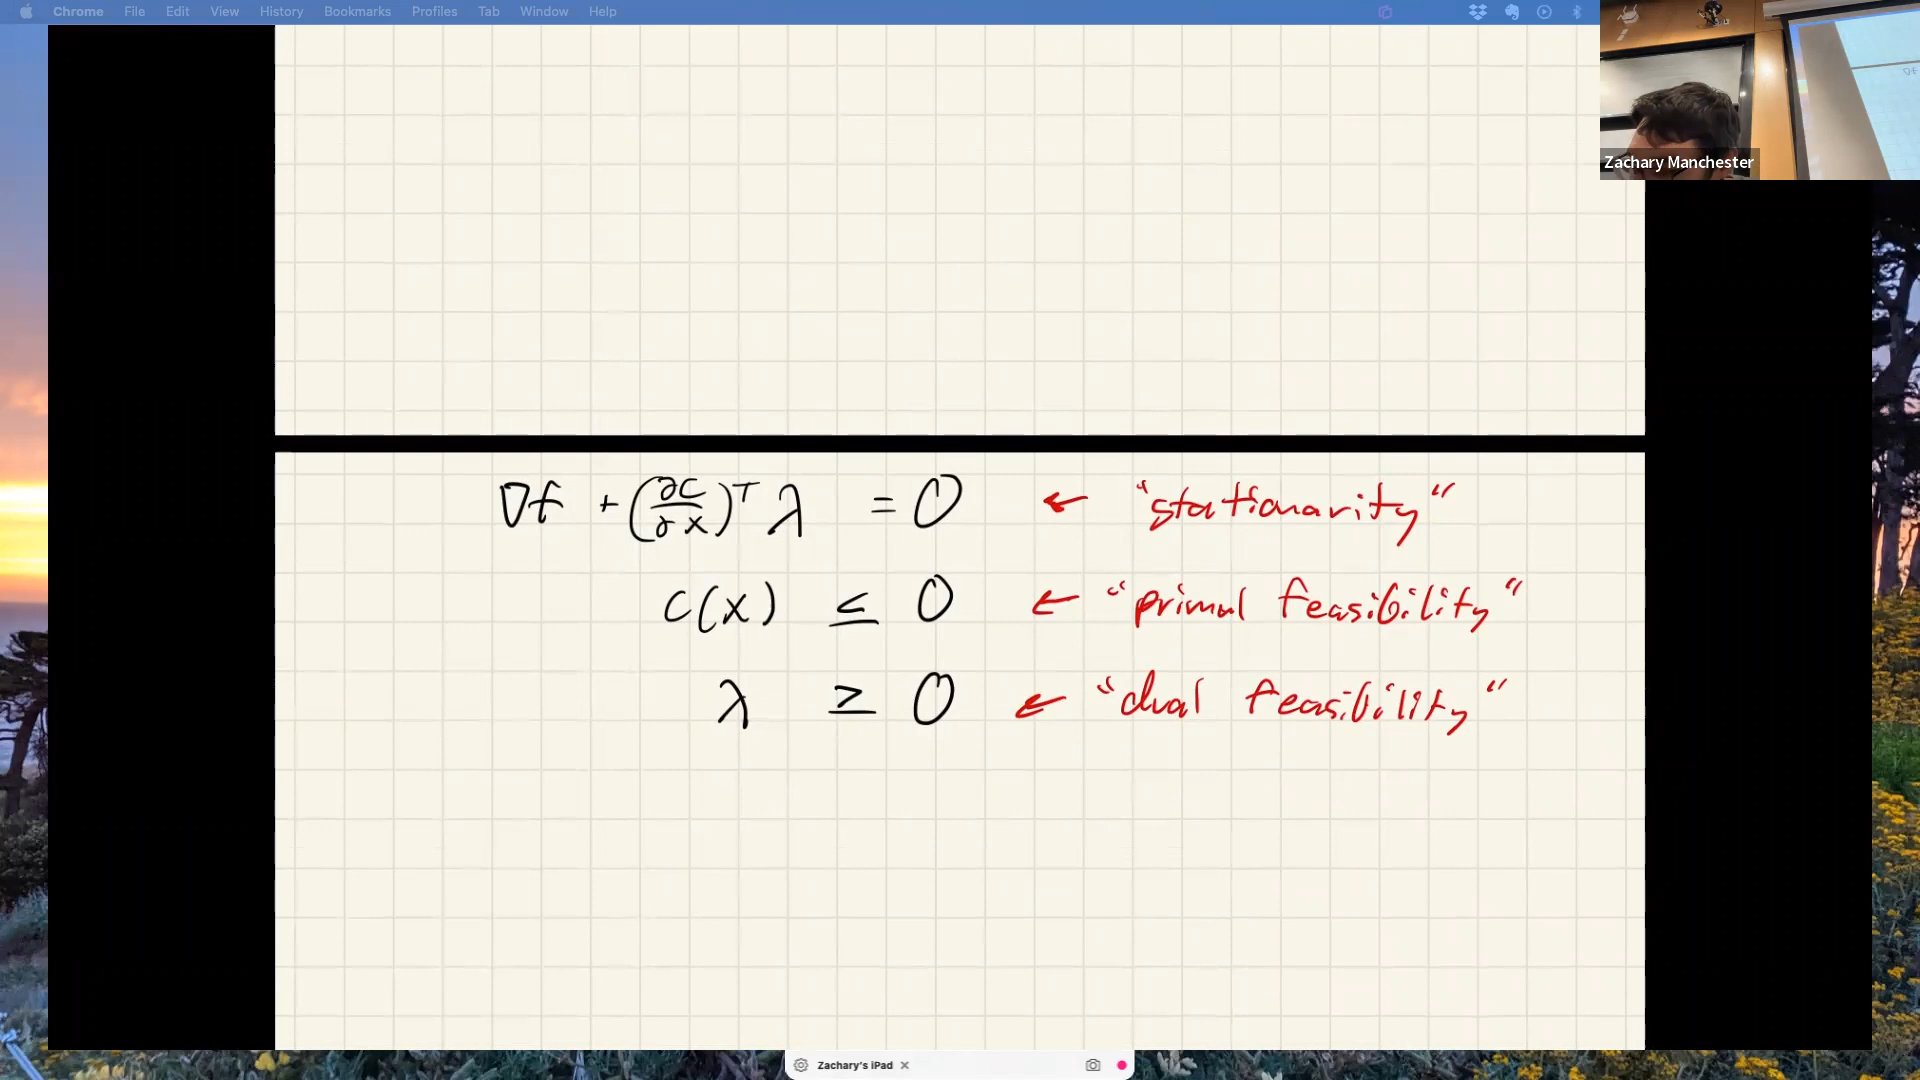 Chrome File Edit View History Bookmarks Profiles Tab Window Help
Zachary Manchester
∇f + (∂c/∂x)^T λ = 0 ← "stationarity"
c(x) ≤ 0 ← "primal feasibility"
λ ≥ 0 ← "dual feasibility"
Zachary's iPad